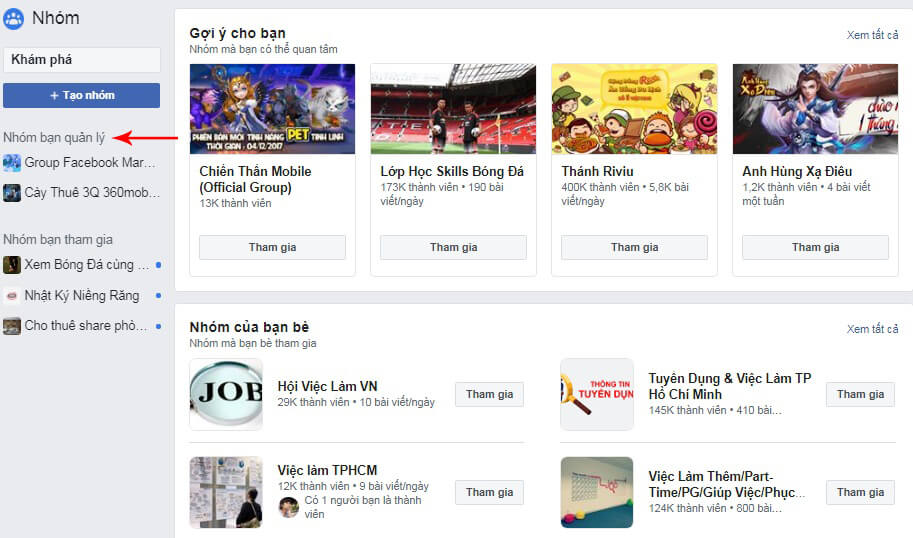 Nhóm
Khám phá
+ Tạo nhóm
Nhóm bạn quản lý
Group Facebook Mar...
Cày Thuê 3Q 360mob...
Nhóm bạn tham gia
Xem Bóng Đá cùng ...
Nhật Ký Niềng Răng
Cho thuê share phò...
Gợi ý cho bạn
Xem tất cả
Nhóm mà bạn có thể quan tâm
PHIÊN BẢN MỚI TÍNH NĂNG PET TINH LINH
THỜI GIAN : 04.12.2017
Chiến Thần Mobile
(Official Group)
13K thành viên
Tham gia
Lớp Học Skills Bóng Đá
173K thành viên • 190 bài
viết/ngày
Tham gia
Thánh Riviu
400K thành viên • 5,8K bài
viết/ngày
Tham gia
Anh Hùng
Xạ Điêu
chào
1 tháng
Anh Hùng Xạ Điêu
1,2K thành viên • 4 bài viết
một tuần
Tham gia
Nhóm của bạn bè
Xem tất cả
Nhóm mà bạn bè tham gia
JOB
Hội Việc Làm VN
29K thành viên • 10 bài viết/ngày
Tham gia
THÔNG TIN
TUYỂN DỤN
Tuyển Dụng & Việc Làm TP
Hồ Chí Minh
145K thành viên • 410 bài...
Tham gia
Việc làm TPHCM
12K thành viên • 9 bài viết/ngày
Có 1 người bạn là thành
viên
Tham gia
Việc Làm Thêm/Part-
Time/PG/Giúp Việc/Phục...
124K thành viên • 800 bài...
Tham gia